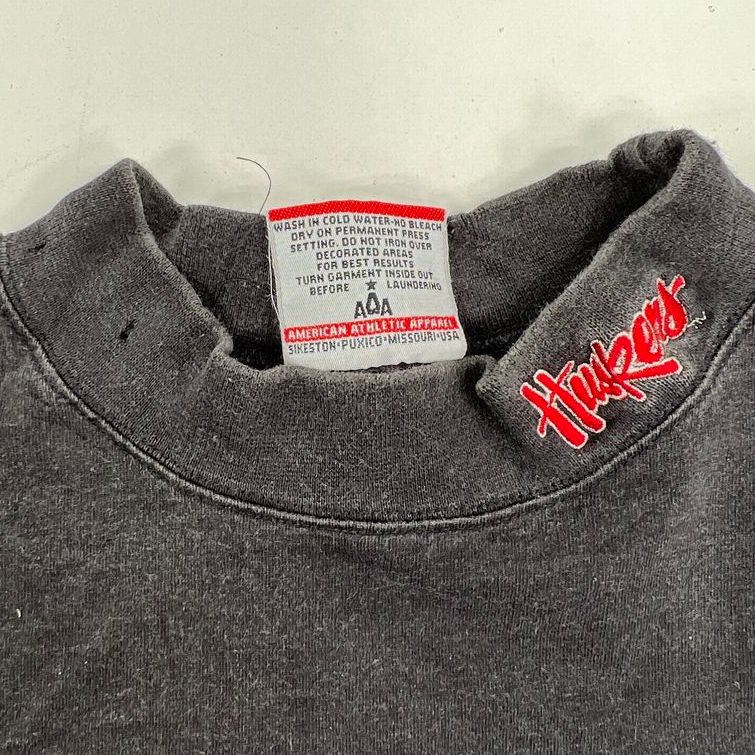 WASH IN COLD WATER-NO BLEACH
DRY ON PERMANENT PRESS
SETTING. DO NOT IRON OVER
DECORATED AREAS
FOR BEST RESULTS
TURN GARMENT INSIDE OUT
BEFORE ★ LAUNDERING
AAA
AMERICAN ATHLETIC APPAREL
SIKESTON•PUXICO•MISSOURI•USA
Huskers